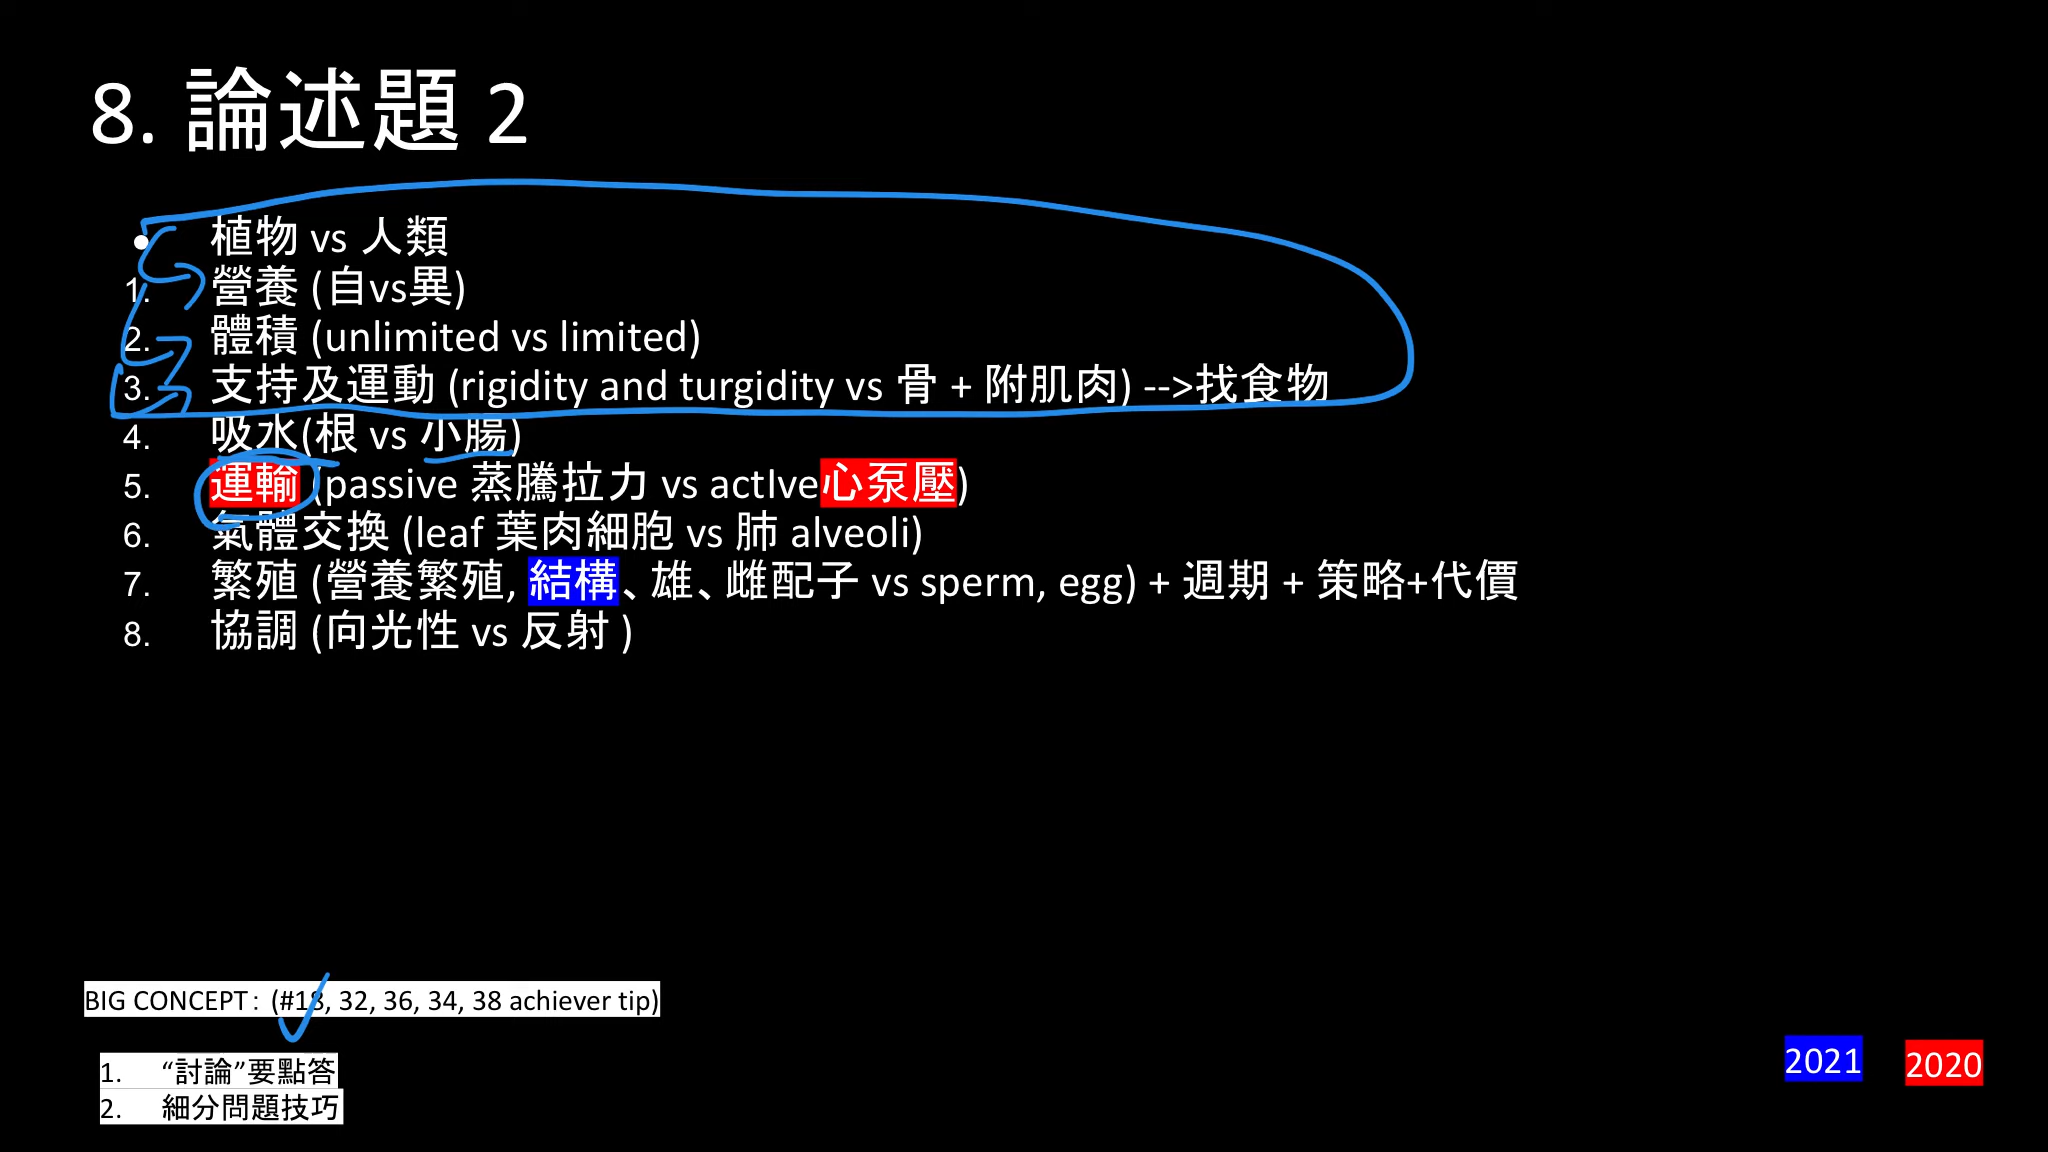 8. 論述題 2
• 植物 vs 人類
1. 營養 (自vs異)
2. 體積 (unlimited vs limited)
3. 支持及運動 (rigidity and turgidity vs 骨 + 附肌肉) -->找食物
4. 吸水(根 vs 小腸)
5. 運輸 (passive 蒸騰拉力 vs actIve心泵壓)
6. 氣體交換 (leaf 葉肉細胞 vs 肺 alveoli)
7. 繁殖 (營養繁殖, 結構、雄、雌配子 vs sperm, egg) + 週期 + 策略+代價
8. 協調 (向光性 vs 反射 )
BIG CONCEPT: (#18, 32, 36, 34, 38 achiever tip)
1. “討論”要點答
2. 細分問題技巧
2021
2020